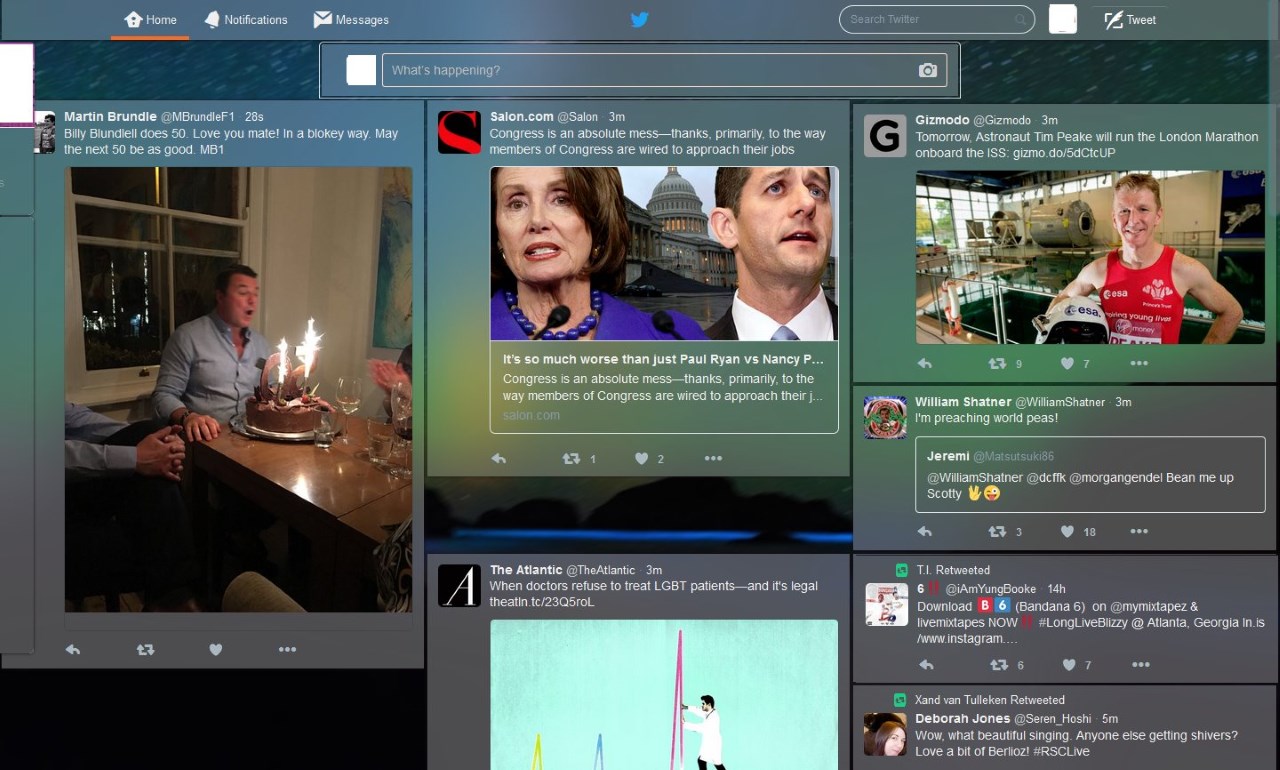 Home
Notifications
Messages
Search Twitter
Tweet
What's happening?
Martin Brundle @MBrundleF1 · 28s
Billy Blundlell does 50. Love you mate! In a blokey way. May
the next 50 be as good. MB1
Salon.com @Salon · 3m
Congress is an absolute mess—thanks, primarily, to the way
members of Congress are wired to approach their jobs
It's so much worse than just Paul Ryan vs Nancy P...
Congress is an absolute mess—thanks, primarily, to the
way members of Congress are wired to approach their j...
salon.com
1
2
The Atlantic @TheAtlantic · 3m
When doctors refuse to treat LGBT patients—and it's legal
theatln.tc/23Q5roL
Gizmodo @Gizmodo · 3m
Tomorrow, Astronaut Tim Peake will run the London Marathon
onboard the ISS: gizmo.do/5dCtcUP
esa
Prince's Trust
young lives
esa
money
9
7
William Shatner @WilliamShatner · 3m
I'm preaching world peas!
Jeremi @Matsutsuki86
@WilliamShatner @dcffk @morgangendel Bean me up
Scotty 🖖😜
3
18
T.I. Retweeted
6‼️ @iAmYungBooke · 14h
Download 🅱️6️⃣ (Bandana 6) on @mymixtapez &
livemixtapes NOW‼️ #LongLiveBlizzy @ Atlanta, Georgia In.is
/www.instagram....
6
7
Xand van Tulleken Retweeted
Deborah Jones @Seren_Hoshi · 5m
Wow, what beautiful singing. Anyone else getting shivers?
Love a bit of Berlioz! #RSCLive